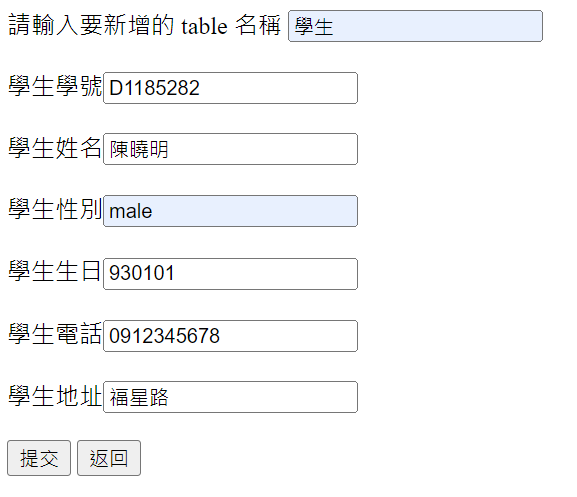 請輸入要新增的 table 名稱 學生
學生學號 D1185282
學生姓名 陳曉明
學生性別 male
學生生日 930101
學生電話 0912345678
學生地址 福星路
提交 返回